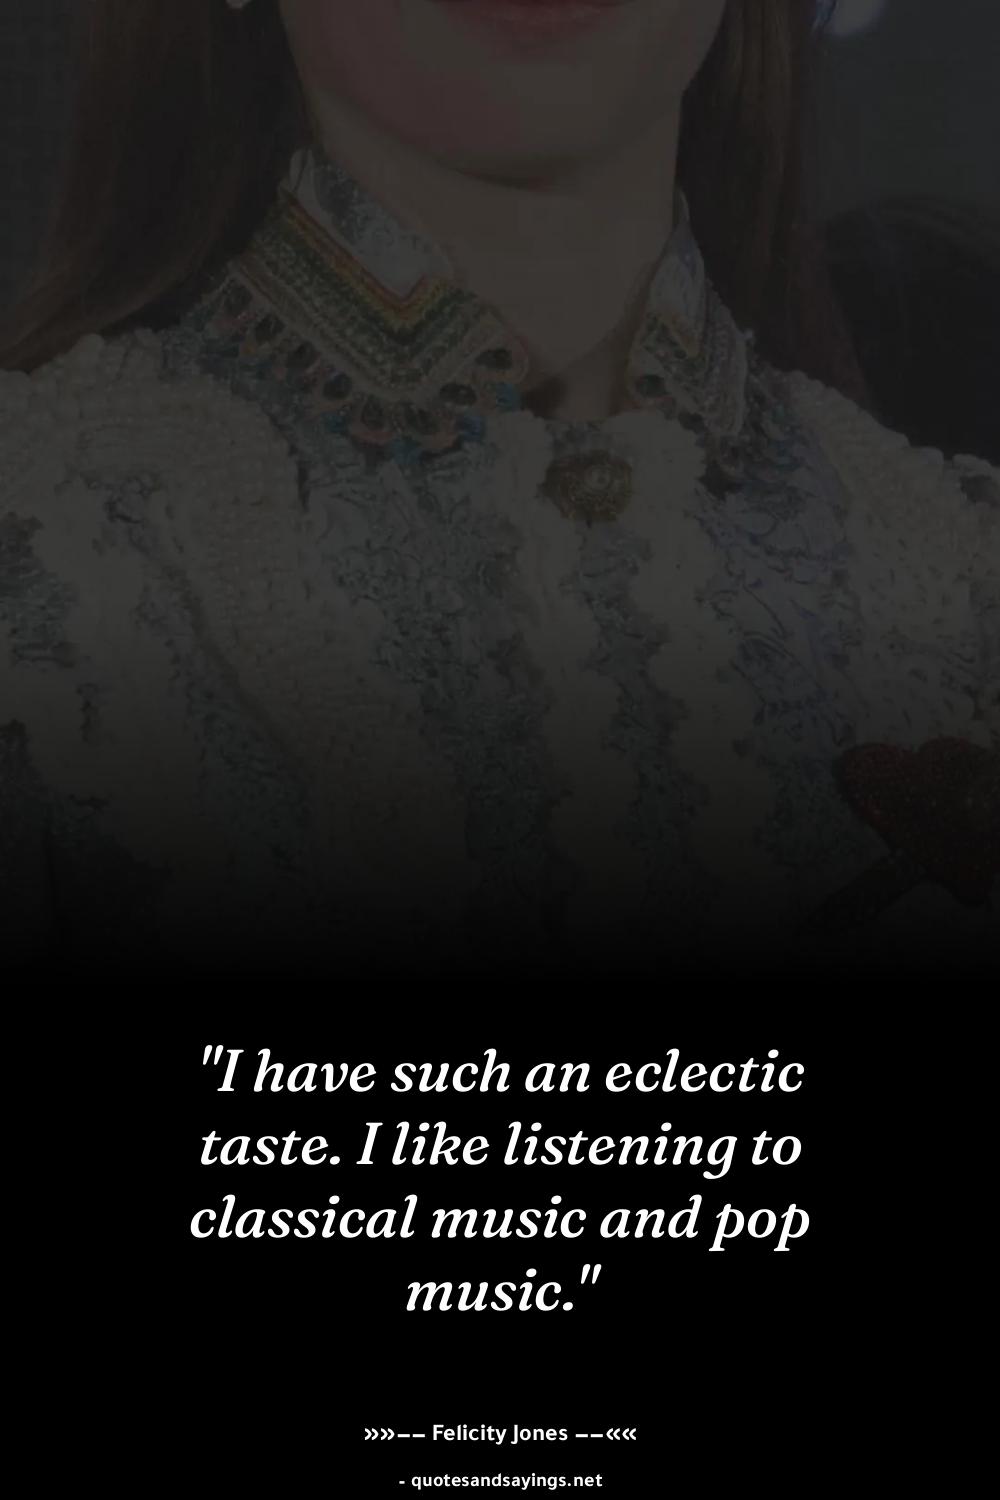 "I have such an eclectic
taste. I like listening to
classical music and pop
music."
»»—— Felicity Jones ——««
- quotesandsayings.net